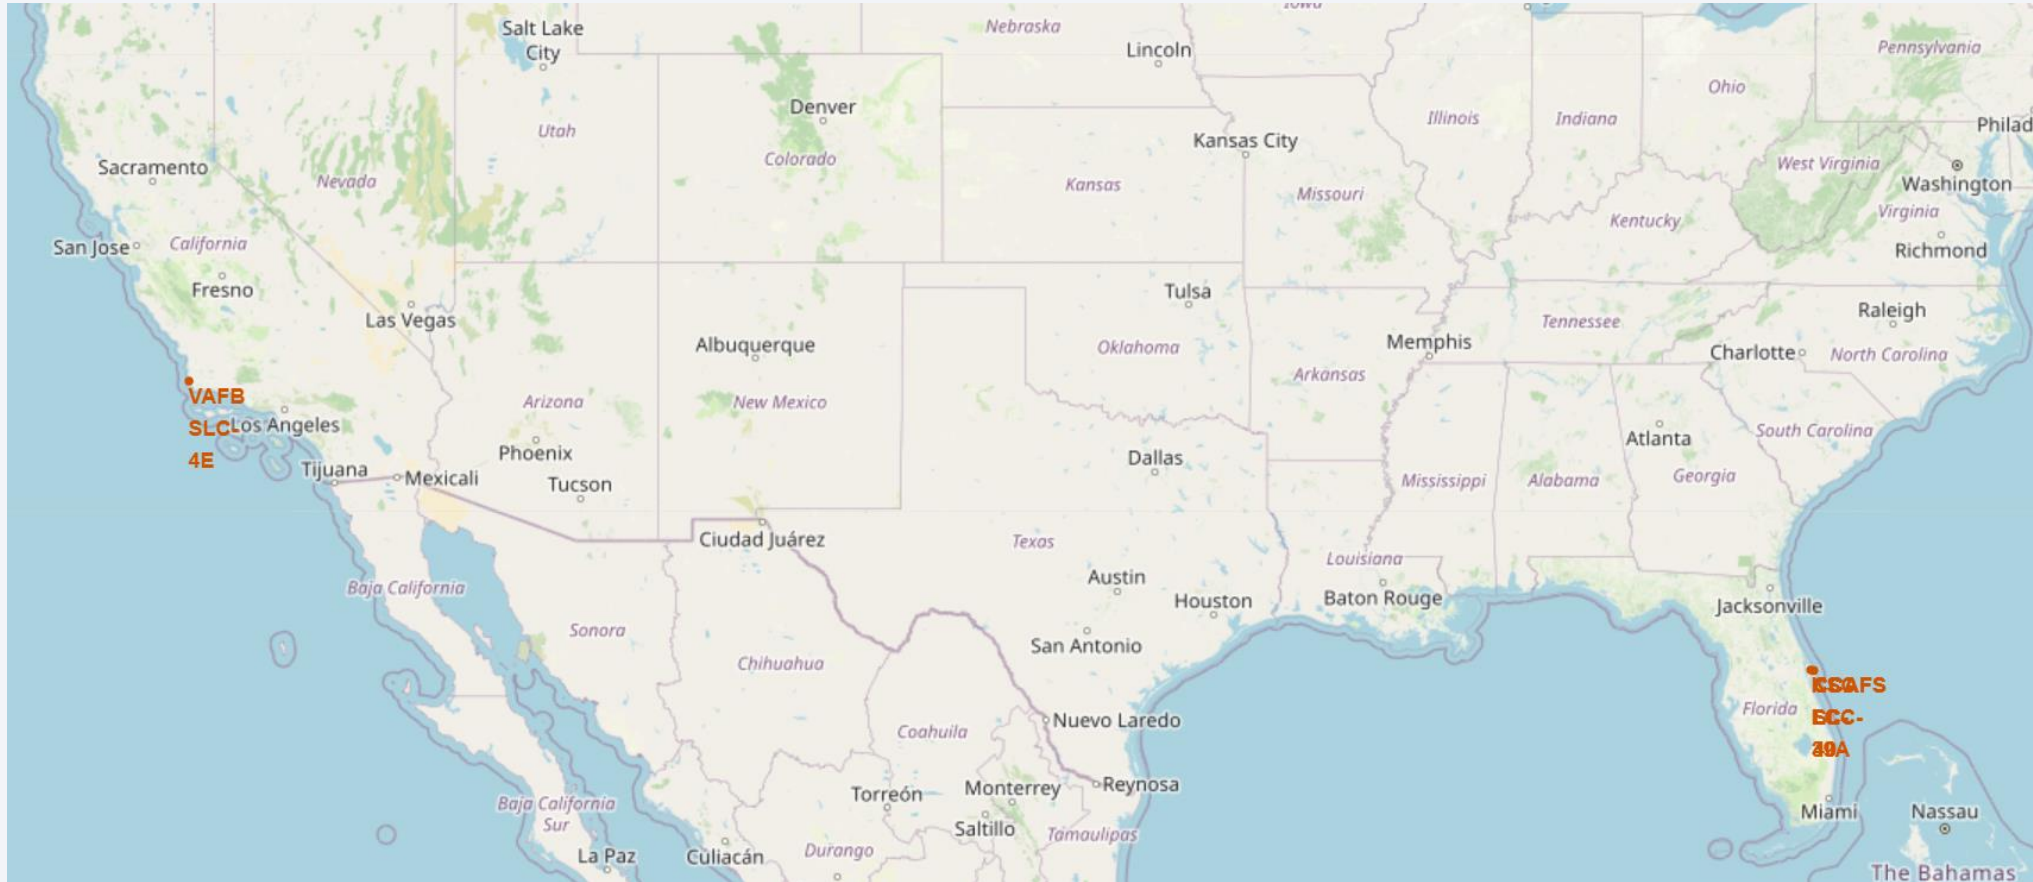 Salt Lake
City
Nebraska
Iowa
Lincoln
Pennsylvania
Denver
Ohio
Utah
Illinois
Indiana
Philad
Kansas City
Colorado
Sacramento
Nevada
West Virginia
Kansas
Missouri
Washington
Virginia
Kentucky
San Jose
California
Richmond
Fresno
Tulsa
Las Vegas
Raleigh
Tennessee
Albuquerque
Oklahoma
Memphis
Charlotte
North Carolina
Arkansas
VAFB
SLC-
4E
Los Angeles
Arizona
New Mexico
South Carolina
Atlanta
Phoenix
Dallas
Tijuana
Mexicali
Tucson
Mississippi
Alabama
Georgia
Ciudad Juárez
Texas
Louisiana
Baja California
Austin
Houston
Baton Rouge
Jacksonville
Sonora
San Antonio
Chihuahua
Florida
Nuevo Laredo
Coahuila
Reynosa
Monterrey
Torreón
Baja California
Sur
Saltillo
Tamaulipas
Miami
Nassau
La Paz
Culiacán
Durango
The Bahamas